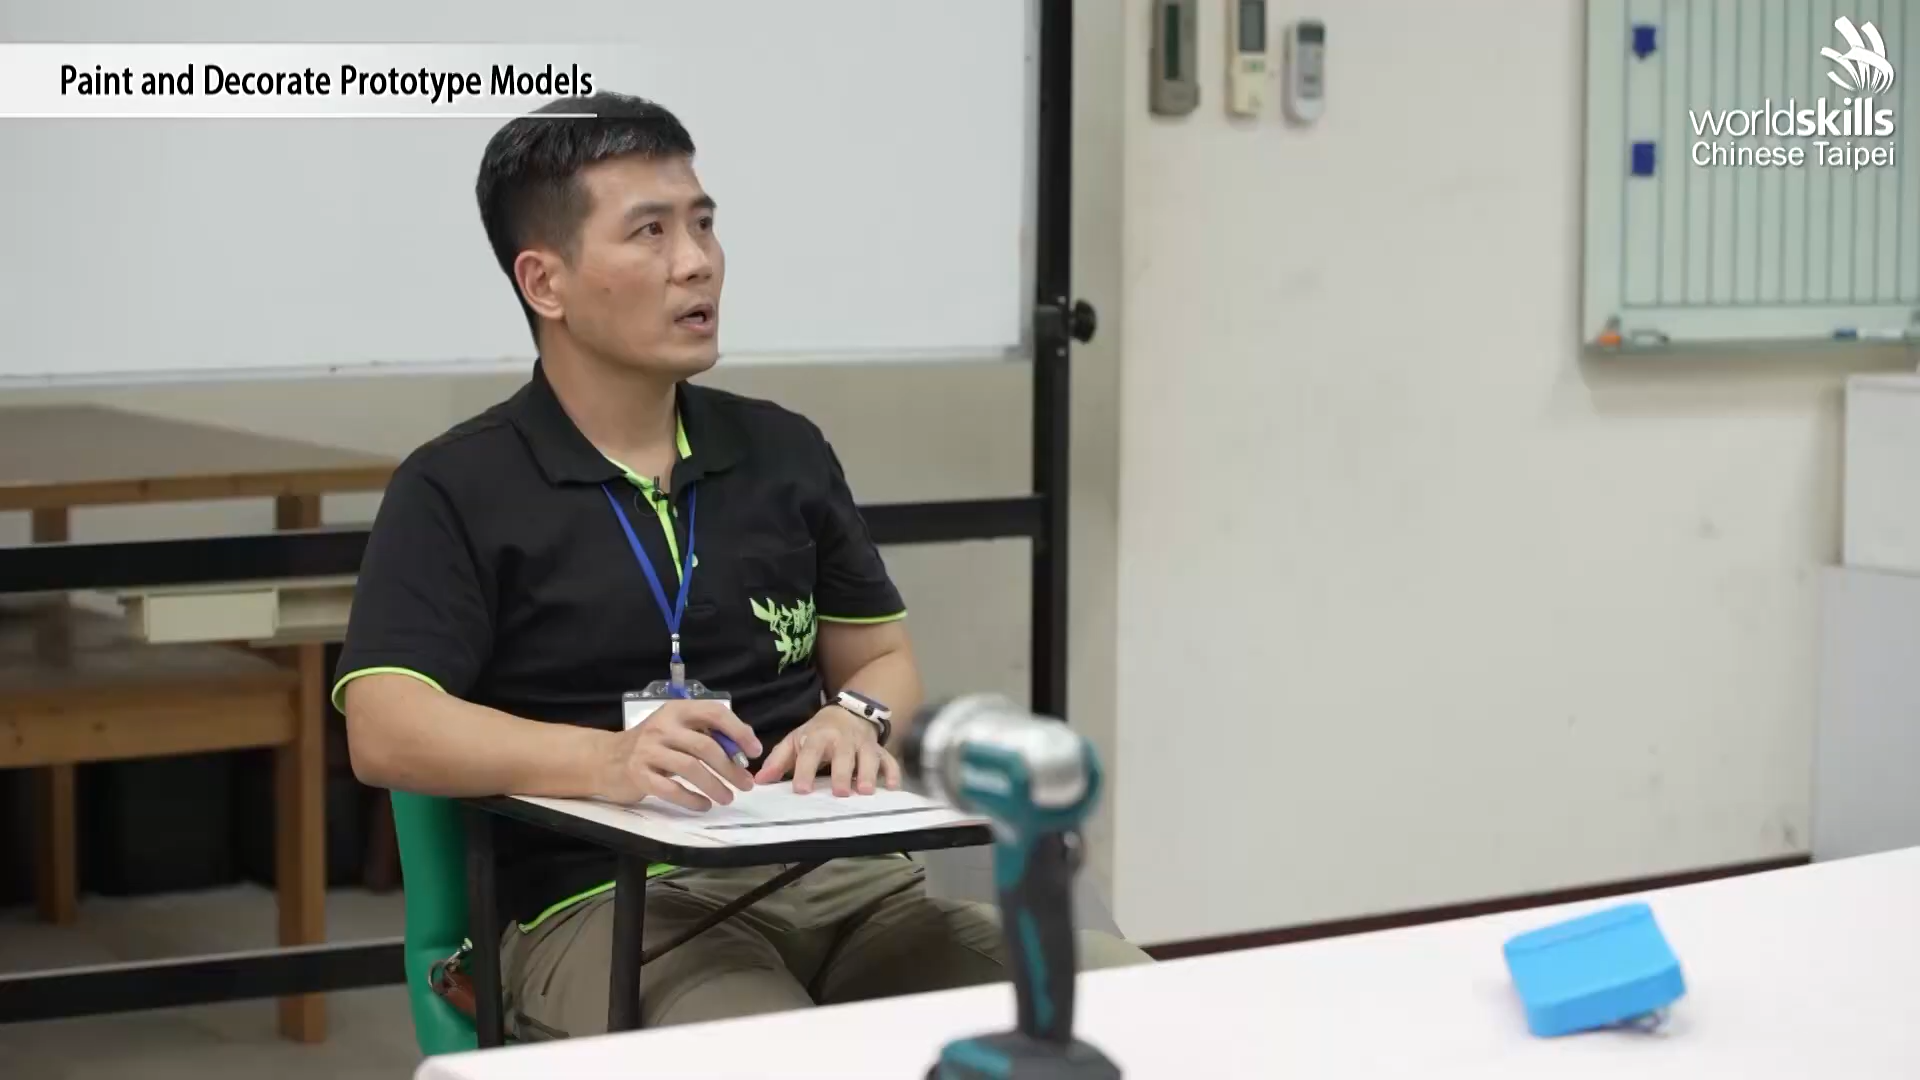 Paint and Decorate Prototype Models
worldskills
Chinese Taipei